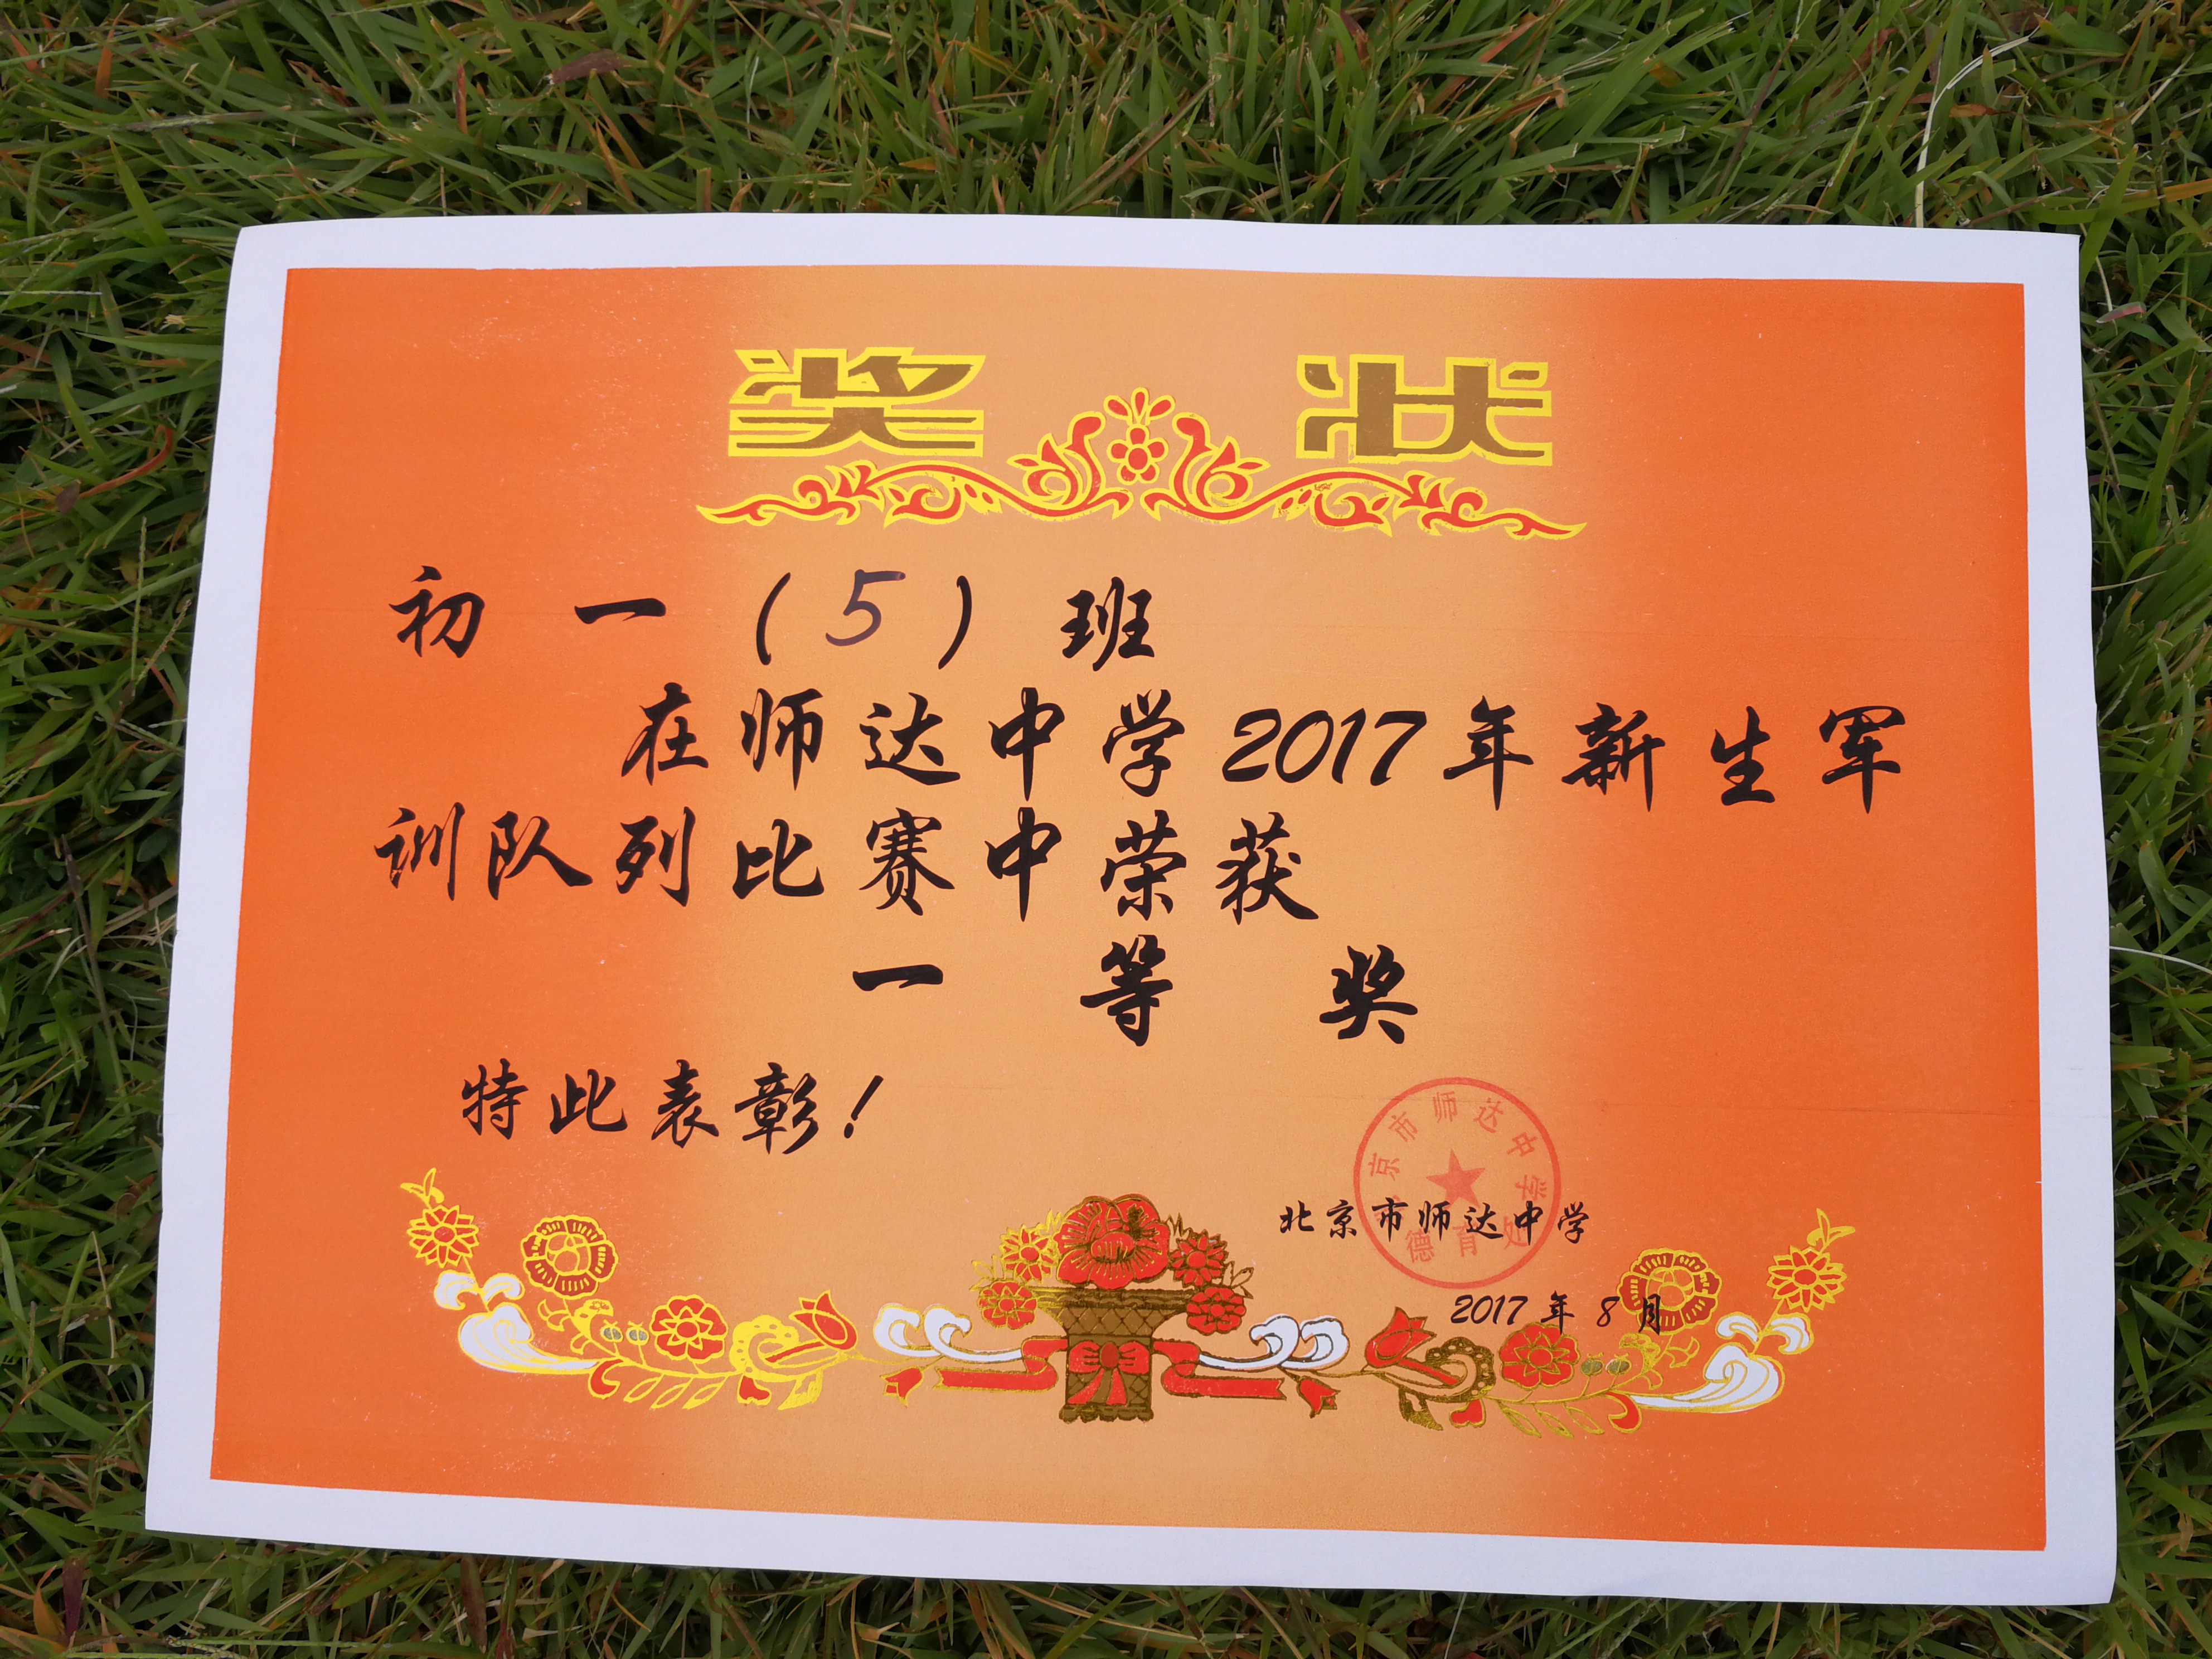 奖 状
初一(5)班
在师达中学2017年新生军
训队列比赛中荣获
一等奖
特此表彰!
京市师达中学
德育处
北京市师达中学
2017年8月